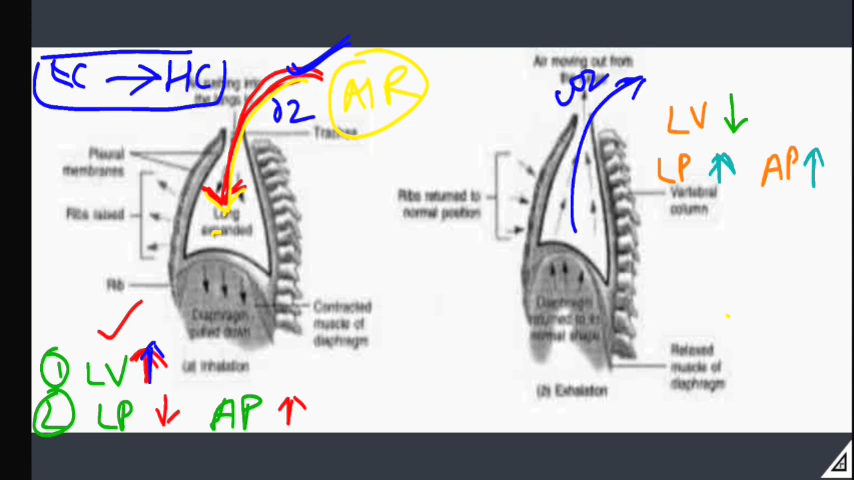 EC → HC
AIR
O2
Air moving out from
LV ↓
LP ↑ AP ↑
Pleural
membranes
Ribs raised
Lung
expanded
Rib
Diaphragm
pulled down
Contracted
muscle of
diaphragm
(a) Inhalation
Ribs returned to
normal position
Vertebral
column
Diaphragm
returned to its
normal shape
Relaxed
muscle of
diaphragm
(2) Exhalation
① LV ↑
② LP ↓ AP ↑